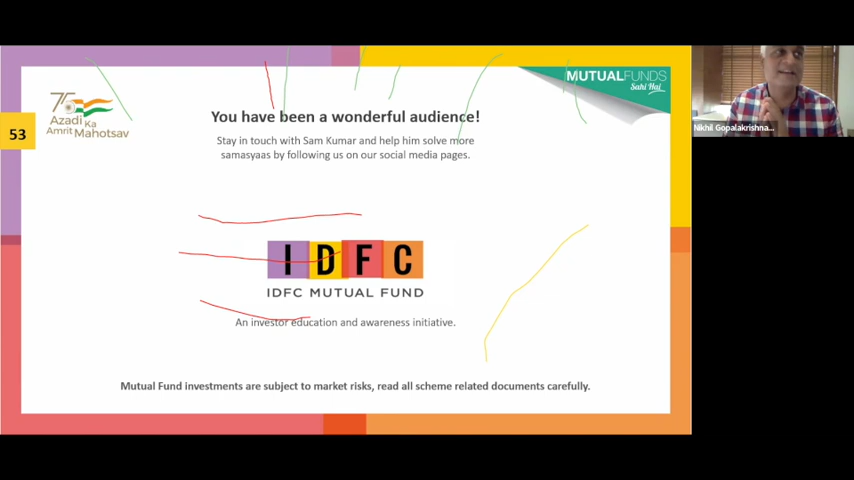 MUTUALFUNDS
Sahi Hai
75
Azadi
Ka
Amrit Mahotsav
53
You have been a wonderful audience!
Stay in touch with Sam Kumar and help him solve more
samasyaas by following us on our social media pages.
IDFC
IDFC MUTUAL FUND
An investor education and awareness initiative.
Mutual Fund investments are subject to market risks, read all scheme related documents carefully.
Nikhil Gopalakrishna...